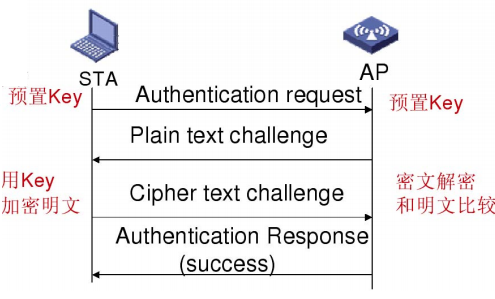 STA
AP
预置Key
Authentication request
预置Key
Plain text challenge
用Key
加密明文
Cipher text challenge
密文解密
和明文比较
Authentication Response
(success)